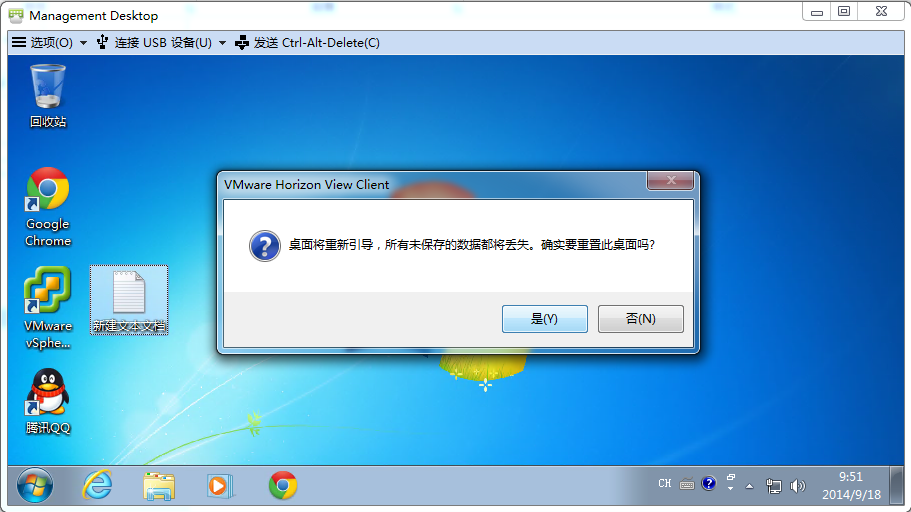 Management Desktop
选项(O) 连接 USB 设备(U) 发送 Ctrl-Alt-Delete(C)
回收站
Google
Chrome
VMware
vSphe...
新建文本文档
腾讯QQ
VMware Horizon View Client
桌面将重新引导，所有未保存的数据都将丢失。确实要重置此桌面吗?
是(Y) 否(N)
CH
9:51
2014/9/18